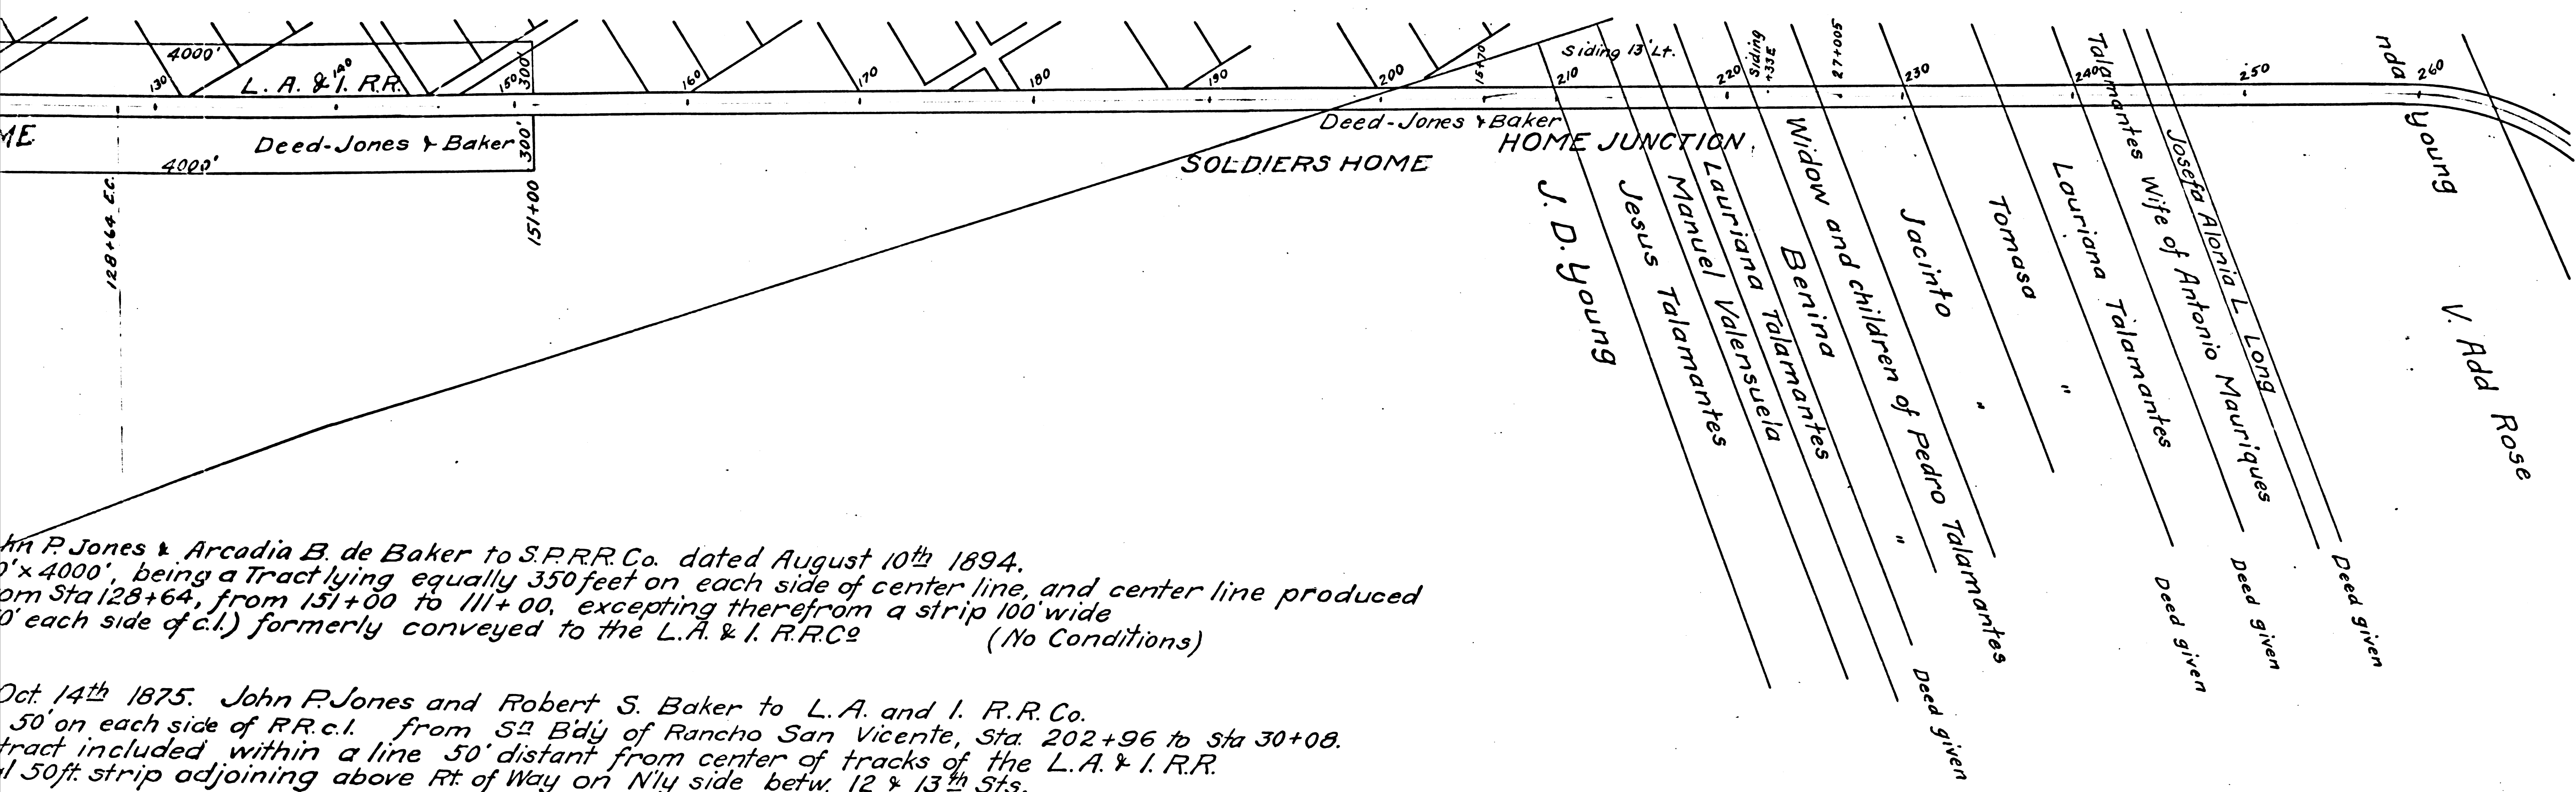 4000'
L. A. & I. R.R.
130
140
150
300'
160
170
180
190
200
15+70
210
Siding 13' Lt.
220
Siding
+33E
27+005
230
240
250
260
ME
Deed-Jones & Baker
4000'
300'
128+64 E.C.
151+00
Deed-Jones & Baker
SOLDIERS HOME
HOME JUNCTION.
J. D. Young
Jesus Talamantes
Manuel Valensuela
Lauriana Talamantes
Benina "
Widow and children of Pedro Talamantes
Jacinto "
Tomasa "
Lauriana Talamantes
Talamantes Wife of Antonio Mauriques
Josefa Alonia L Long
nda Young
V. Add Rose
Deed given
Deed given
Deed given
Deed given
hn P. Jones & Arcadia B. de Baker to S.P.R.R. Co. dated August 10th 1894.
0'x 4000', being a Tract lying equally 350 feet on each side of center line, and center line produced
om Sta 128+64, from 151+00 to 111+00, excepting therefrom a strip 100' wide
0' each side of c.l.) formerly conveyed to the L.A. & I. R.R.Co (No Conditions)
Oct. 14th 1875. John P. Jones and Robert S. Baker to L.A. and I. R.R. Co.
50' on each side of R.R. c.l. from Sn B'dy of Rancho San Vicente, Sta. 202+96 to Sta 30+08.
tract included within a line 50' distant from center of tracks of the L.A. & I. R.R.
l 50ft. strip adjoining above Rt. of Way on N'ly side betw. 12 & 13th Sts.